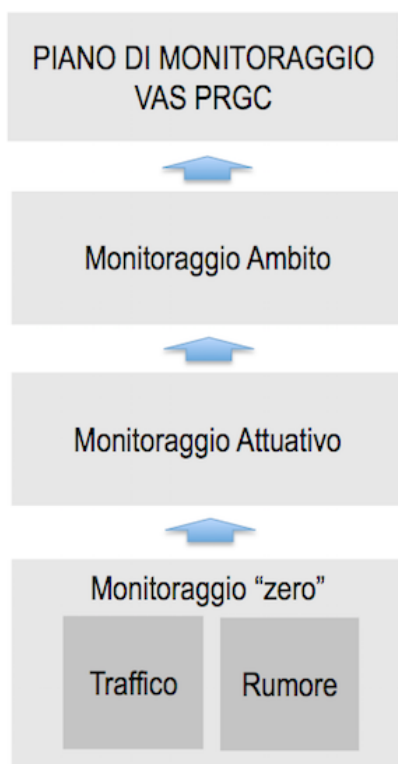 PIANO DI MONITORAGGIO
VAS PRGC
Monitoraggio Ambito
Monitoraggio Attuativo
Monitoraggio “zero”
Traffico
Rumore